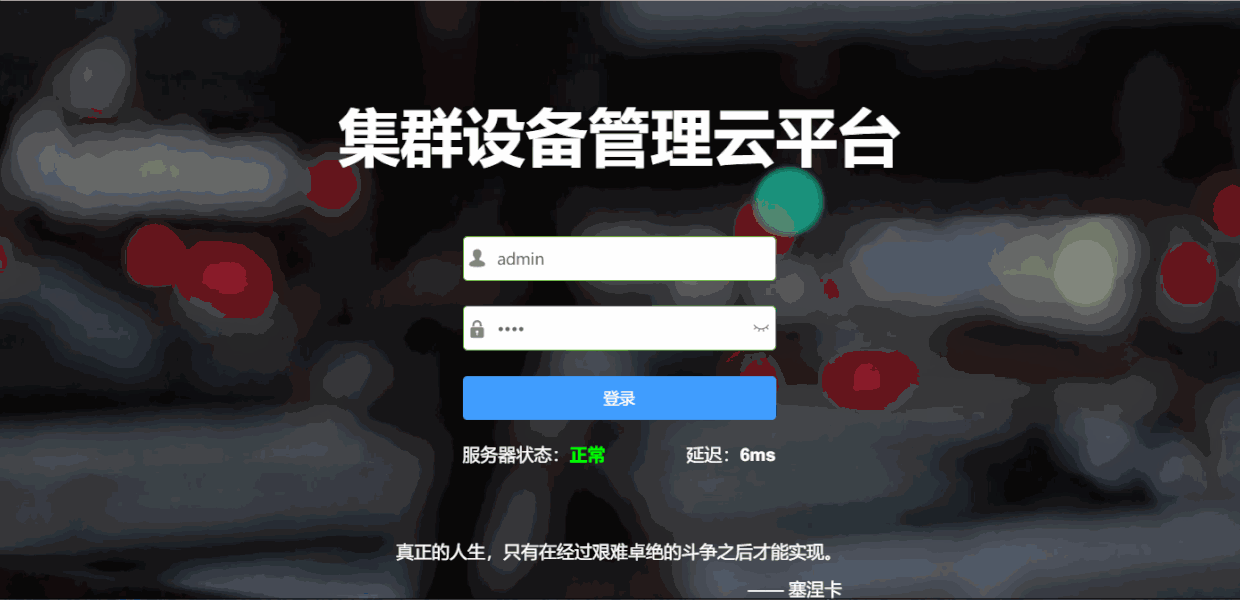 集群设备管理云平台
admin
••••
登录
服务器状态：正常 延迟：6ms
真正的人生，只有在经过艰难卓绝的斗争之后才能实现。
—— 塞涅卡